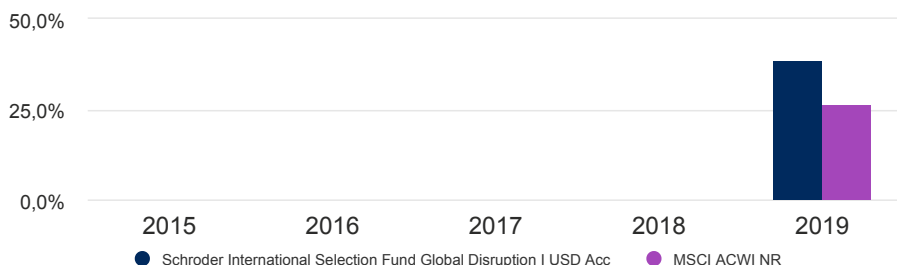 50,0%
25,0%
0,0%
2015 2016 2017 2018 2019
Schroder International Selection Fund Global Disruption I USD Acc MSCI ACWI NR